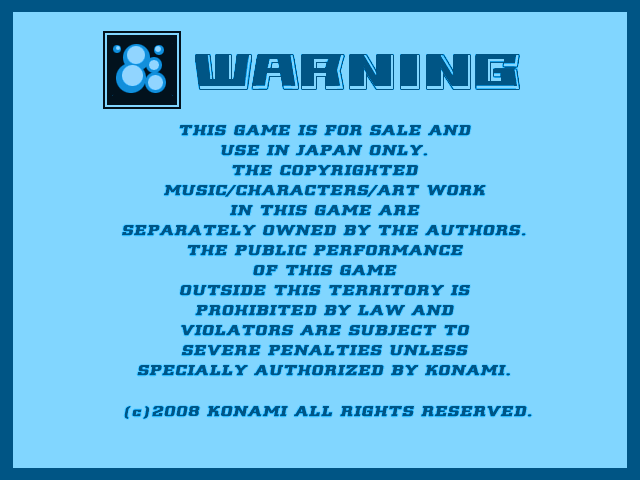 WARNING
THIS GAME IS FOR SALE AND
USE IN JAPAN ONLY.
THE COPYRIGHTED
MUSIC/CHARACTERS/ART WORK
IN THIS GAME ARE
SEPARATELY OWNED BY THE AUTHORS.
THE PUBLIC PERFORMANCE
OF THIS GAME
OUTSIDE THIS TERRITORY IS
PROHIBITED BY LAW AND
VIOLATORS ARE SUBJECT TO
SEVERE PENALTIES UNLESS
SPECIALLY AUTHORIZED BY KONAMI.
(c)2008 KONAMI ALL RIGHTS RESERVED.